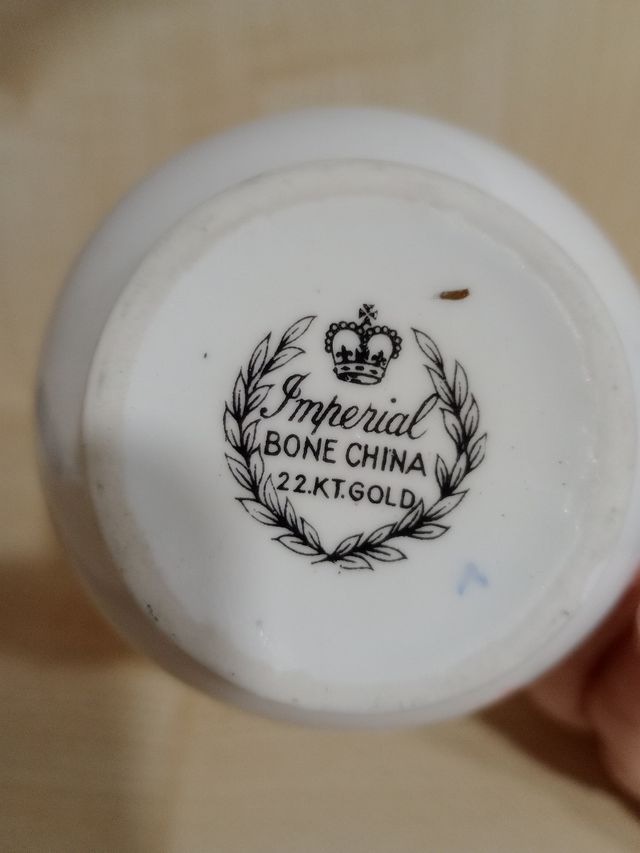 Imperial
BONE CHINA
22.KT.GOLD